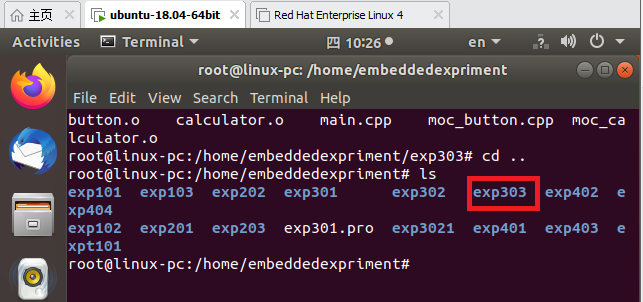 主页 ubuntu-18.04-64bit Red Hat Enterprise Linux 4
Activities Terminal 四 10:26 en
root@linux-pc: /home/embeddedexpriment
File Edit View Search Terminal Help
button.o calculator.o main.cpp moc_button.cpp moc_ca
lculator.o
root@linux-pc:/home/embeddedexpriment/exp303# cd ..
root@linux-pc:/home/embeddedexpriment# ls
exp101 exp103 exp202 exp301 exp302 exp303 exp402 e
xp404
exp102 exp201 exp203 exp301.pro exp3021 exp401 exp403 e
xpt101
root@linux-pc:/home/embeddedexpriment#